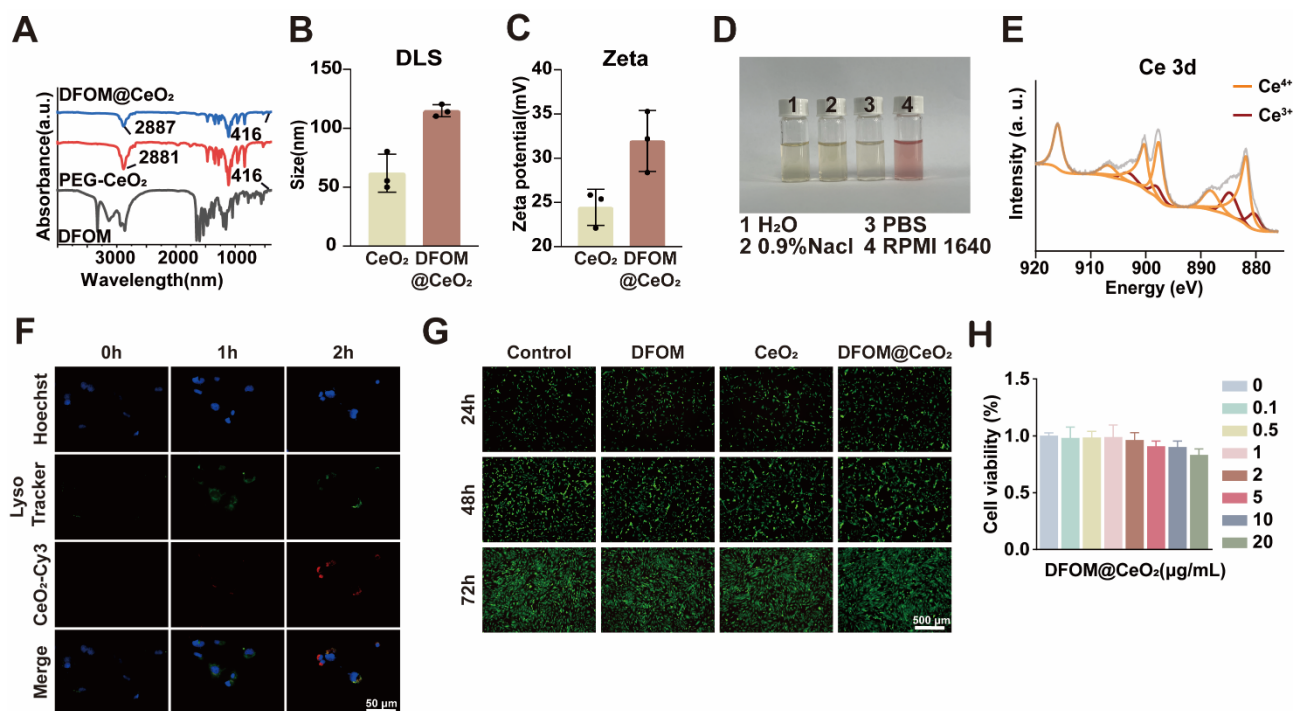 A
DFOM@CeO₂
2887
416
2881
416
PEG-CeO₂
DFOM
Absorbance(a.u.)
3000
2000
1000
Wavelength(nm)
B
DLS
Size(nm)
150
100
50
0
CeO₂ DFOM
@CeO₂
C
Zeta
Zeta potential(mV)
40
35
30
25
20
CeO₂ DFOM
@CeO₂
D
1 2 3 4
1 H₂O 3 PBS
2 0.9%Nacl 4 RPMI 1640
E
Ce 3d
Ce⁴⁺
Ce³⁺
Intensity (a. u.)
920 910 900 890 880
Energy (eV)
F
0h 1h 2h
Hoechst
Lyso
Tracker
CeO₂-Cy3
Merge
50 µm
G
Control DFOM CeO₂ DFOM@CeO₂
24h
48h
72h
500 µm
H
Cell viability (%)
1.5
1.0
0.5
0.0
DFOM@CeO₂(µg/mL)
0
0.1
0.5
1
2
5
10
20